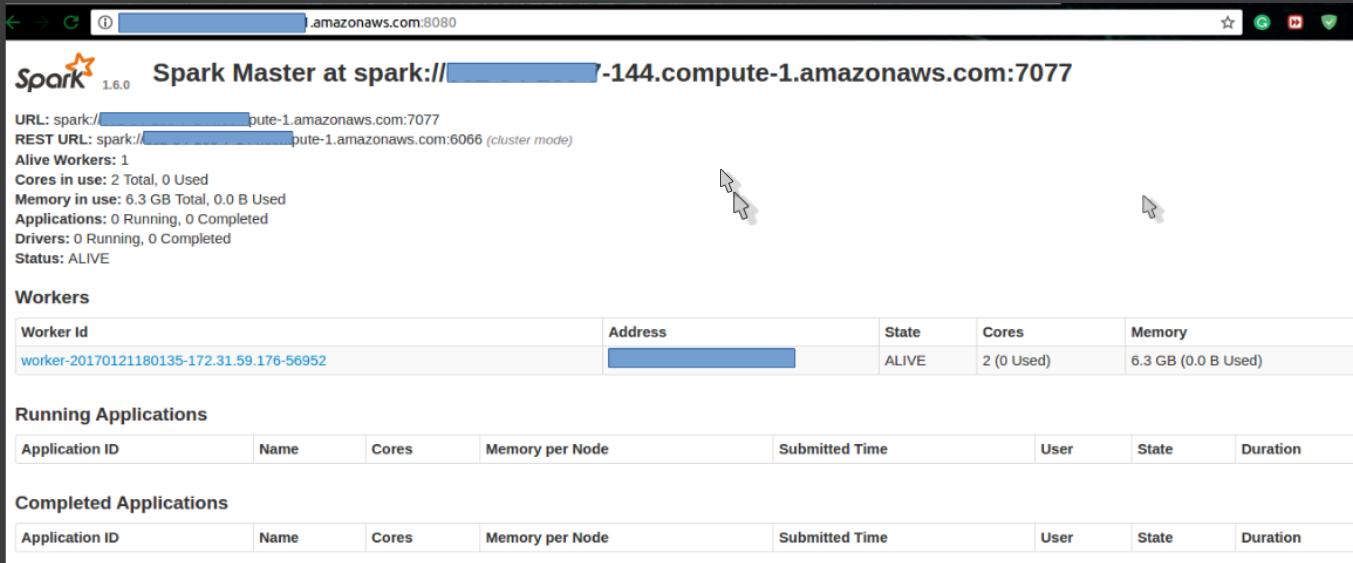 .amazonaws.com:8080
Spark 1.6.0 Spark Master at spark:// -144.compute-1.amazonaws.com:7077
URL: spark:// pute-1.amazonaws.com:7077
REST URL: spark:// pute-1.amazonaws.com:6066 (cluster mode)
Alive Workers: 1
Cores in use: 2 Total, 0 Used
Memory in use: 6.3 GB Total, 0.0 B Used
Applications: 0 Running, 0 Completed
Drivers: 0 Running, 0 Completed
Status: ALIVE
Workers
Worker Id Address State Cores Memory
worker-20170121180135-172.31.59.176-56952 ALIVE 2 (0 Used) 6.3 GB (0.0 B Used)
Running Applications
Application ID Name Cores Memory per Node Submitted Time User State Duration
Completed Applications
Application ID Name Cores Memory per Node Submitted Time User State Duration